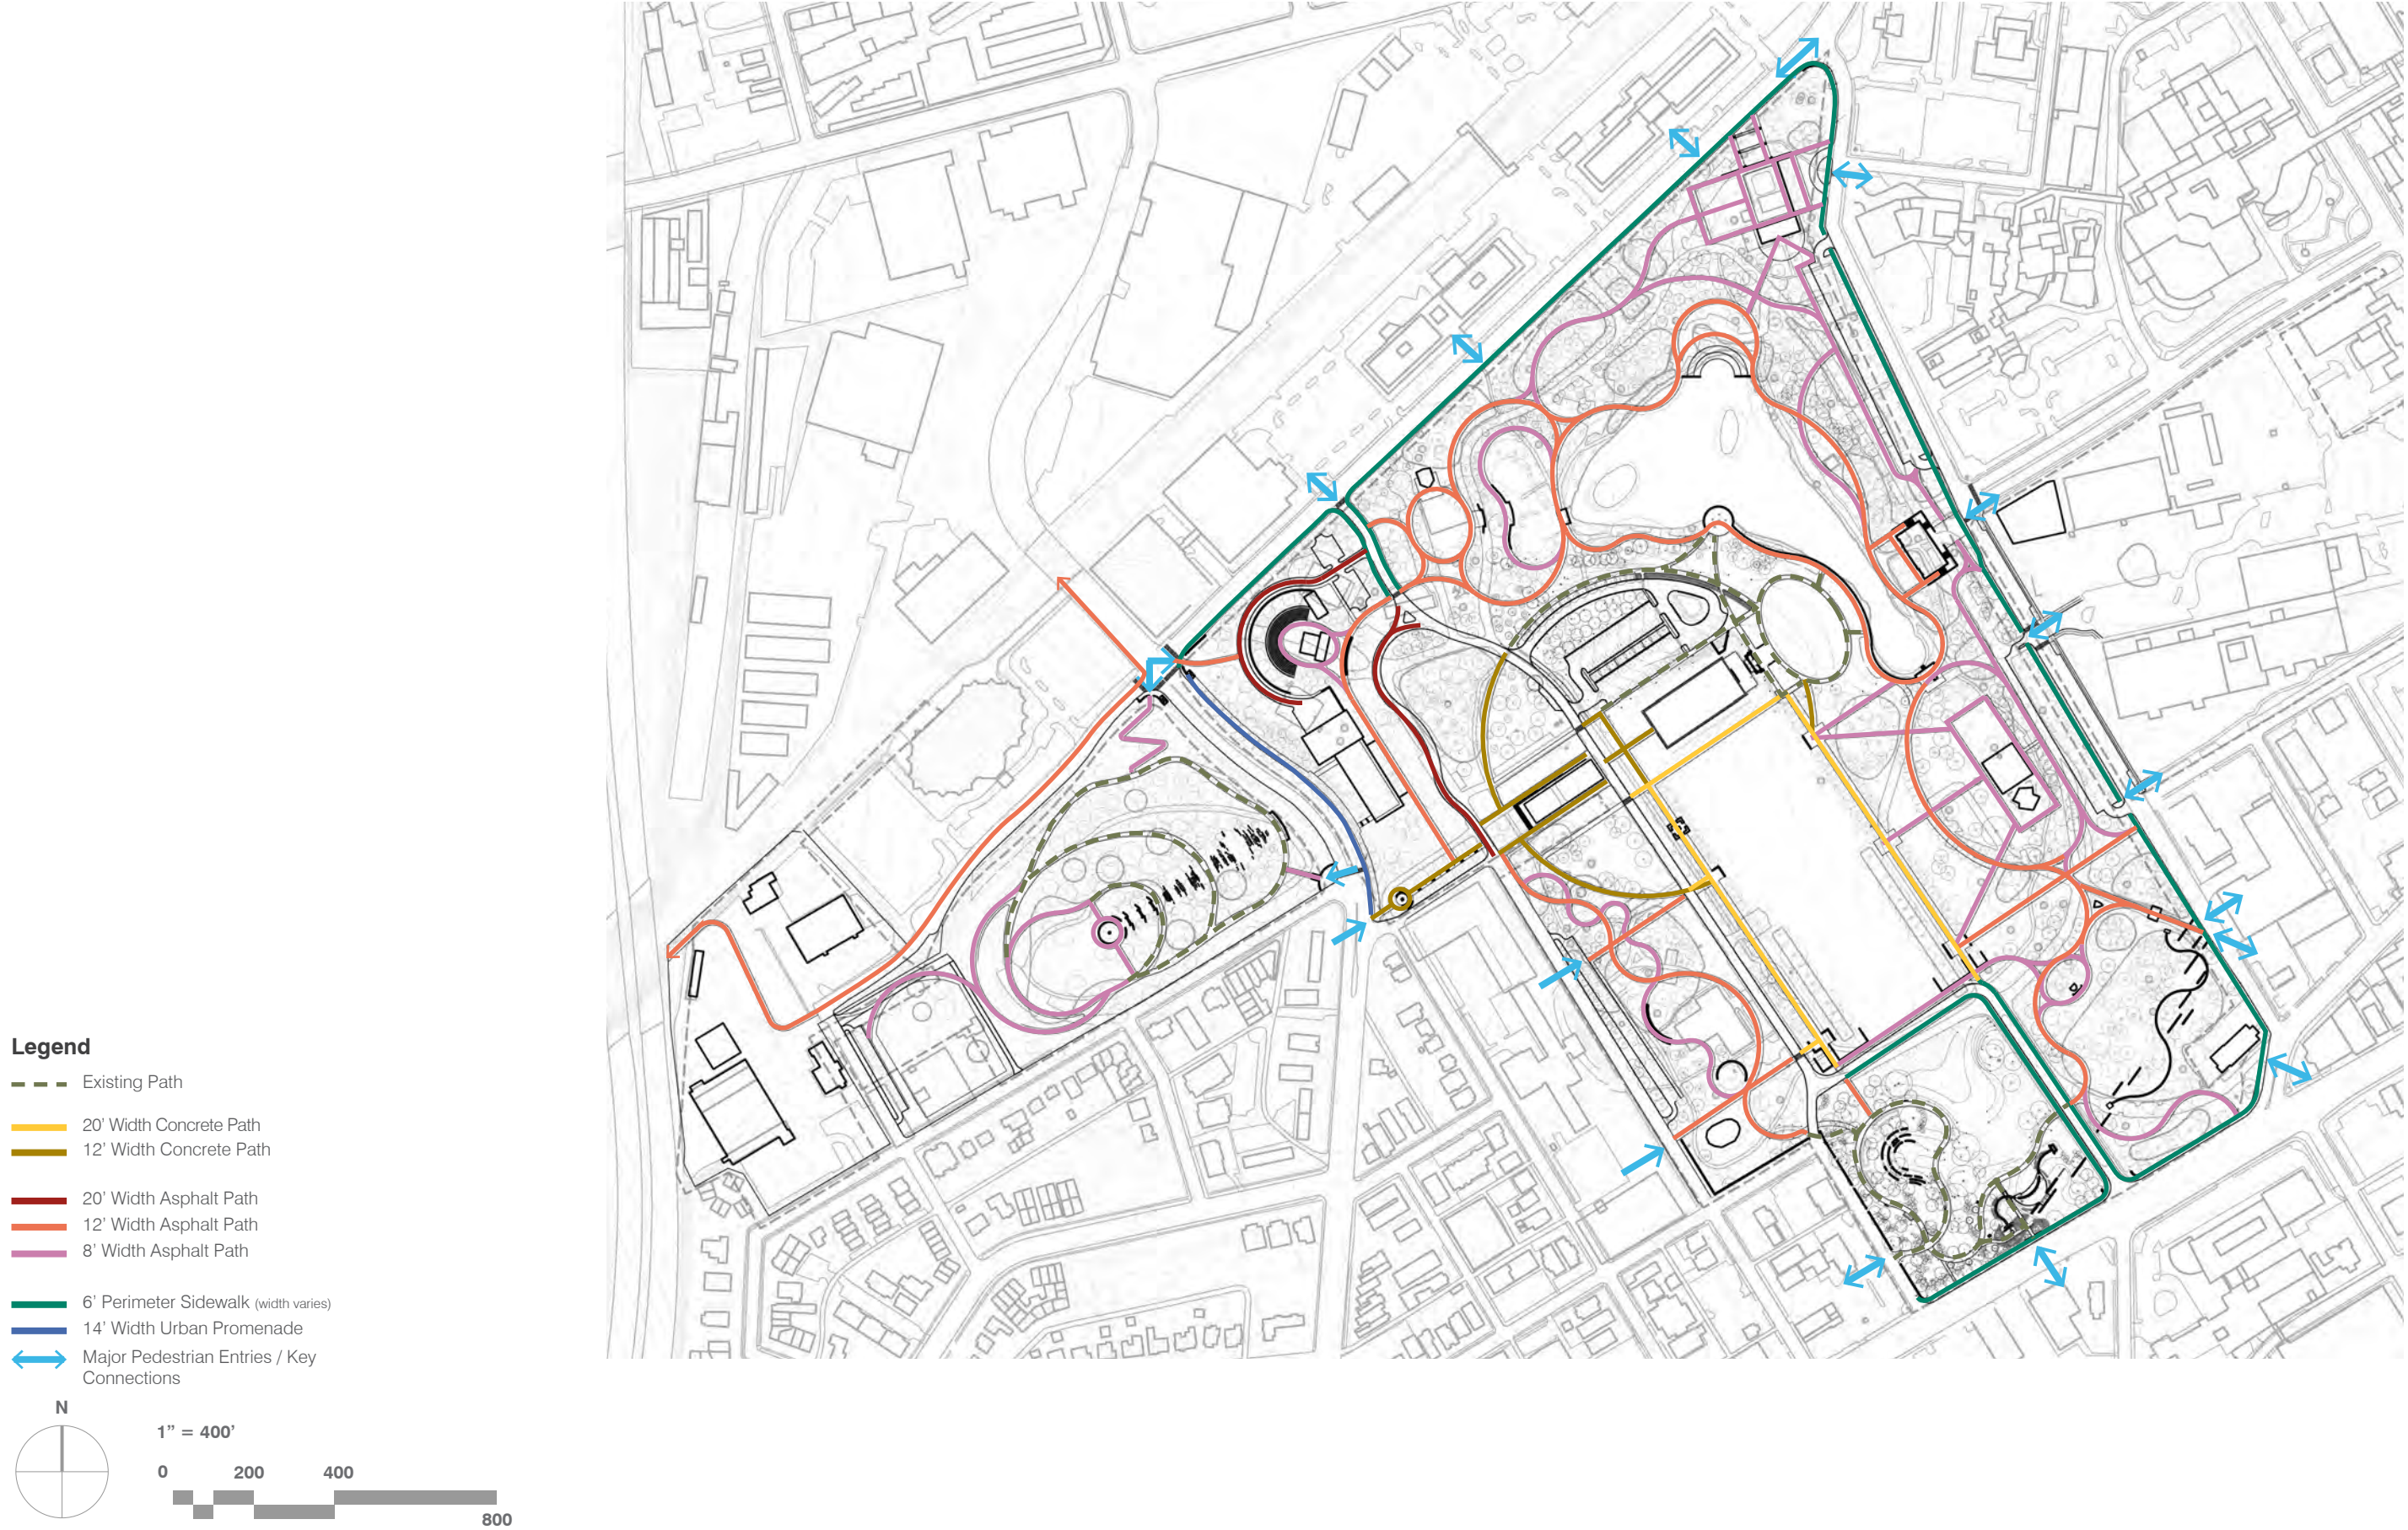 Legend
Existing Path
20’ Width Concrete Path
12’ Width Concrete Path
20’ Width Asphalt Path
12’ Width Asphalt Path
8’ Width Asphalt Path
6’ Perimeter Sidewalk (width varies)
14’ Width Urban Promenade
Major Pedestrian Entries / Key
Connections
N
1” = 400’
0 200 400
800